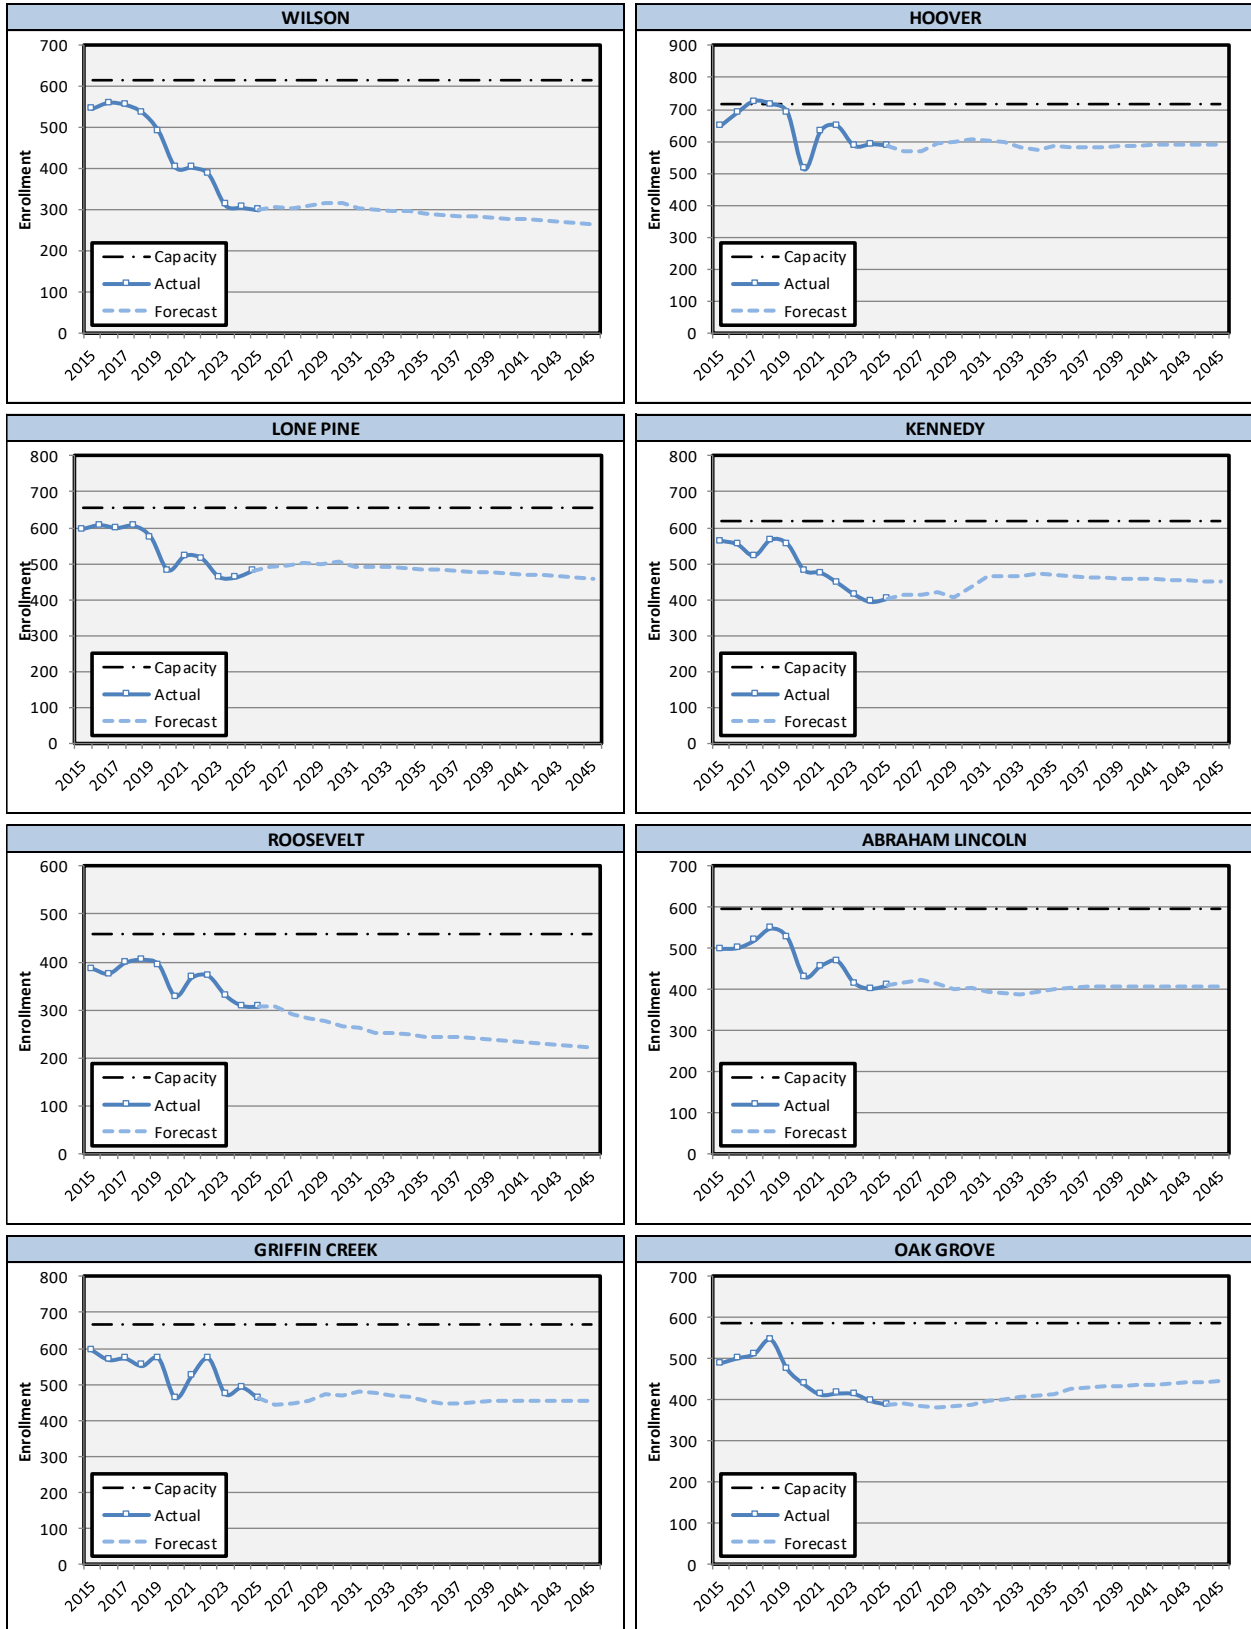 WILSON
700
600
500
400
300
200
100
0
Enrollment
Capacity
Actual
Forecast
2015 2017 2019 2021 2023 2025 2027 2029 2031 2033 2035 2037 2039 2041 2043 2045
HOOVER
900
800
700
600
500
400
300
200
100
0
Enrollment
Capacity
Actual
Forecast
2015 2017 2019 2021 2023 2025 2027 2029 2031 2033 2035 2037 2039 2041 2043 2045
LONE PINE
800
700
600
500
400
300
200
100
0
Enrollment
Capacity
Actual
Forecast
2015 2017 2019 2021 2023 2025 2027 2029 2031 2033 2035 2037 2039 2041 2043 2045
KENNEDY
800
700
600
500
400
300
200
100
0
Enrollment
Capacity
Actual
Forecast
2015 2017 2019 2021 2023 2025 2027 2029 2031 2033 2035 2037 2039 2041 2043 2045
ROOSEVELT
600
500
400
300
200
100
0
Enrollment
Capacity
Actual
Forecast
2015 2017 2019 2021 2023 2025 2027 2029 2031 2033 2035 2037 2039 2041 2043 2045
ABRAHAM LINCOLN
700
600
500
400
300
200
100
0
Enrollment
Capacity
Actual
Forecast
2015 2017 2019 2021 2023 2025 2027 2029 2031 2033 2035 2037 2039 2041 2043 2045
GRIFFIN CREEK
800
700
600
500
400
300
200
100
0
Enrollment
Capacity
Actual
Forecast
2015 2017 2019 2021 2023 2025 2027 2029 2031 2033 2035 2037 2039 2041 2043 2045
OAK GROVE
700
600
500
400
300
200
100
0
Enrollment
Capacity
Actual
Forecast
2015 2017 2019 2021 2023 2025 2027 2029 2031 2033 2035 2037 2039 2041 2043 2045